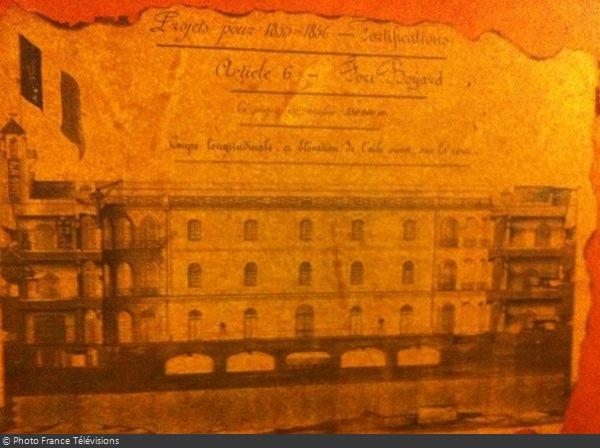 Projets pour 1855-1856 — Fortifications
Article 6 — Fort Boyard
Coupe longitudinale, et Elévation de l'aile ouest, sur la cour.
© Photo France Télévisions